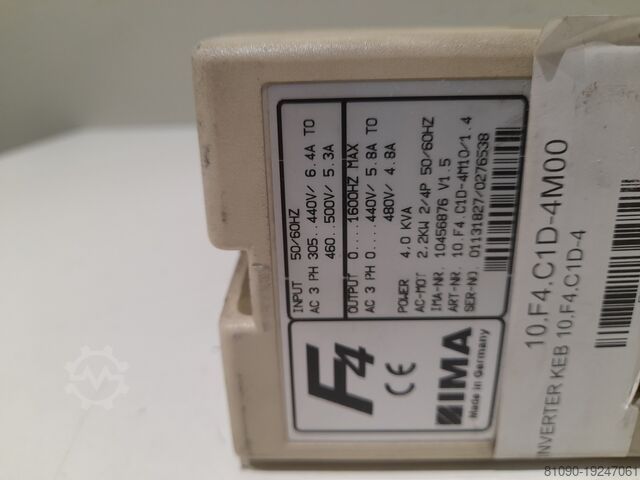 INPUT 50/60HZ
AC 3 PH 305..440V/ 6.4A TO
460..500V/ 5.3A
OUTPUT 0....1600HZ MAX
AC 3 PH 0....440V/ 5.8A TO
480V/ 4.8A
POWER 4,0 KVA
AC-MOT 2.2KW 2/4P 50/60HZ
IMA-NR. 10456876 V1.5
ART-NR. 10.F4.C1D-4M10/1.4
SER-NO. 01131827/0276538
F4
CE
IMA
Made in Germany
10.F4.C1D-4M00
INVERTER KEB 10.F4.C1D-4
81090-19247061